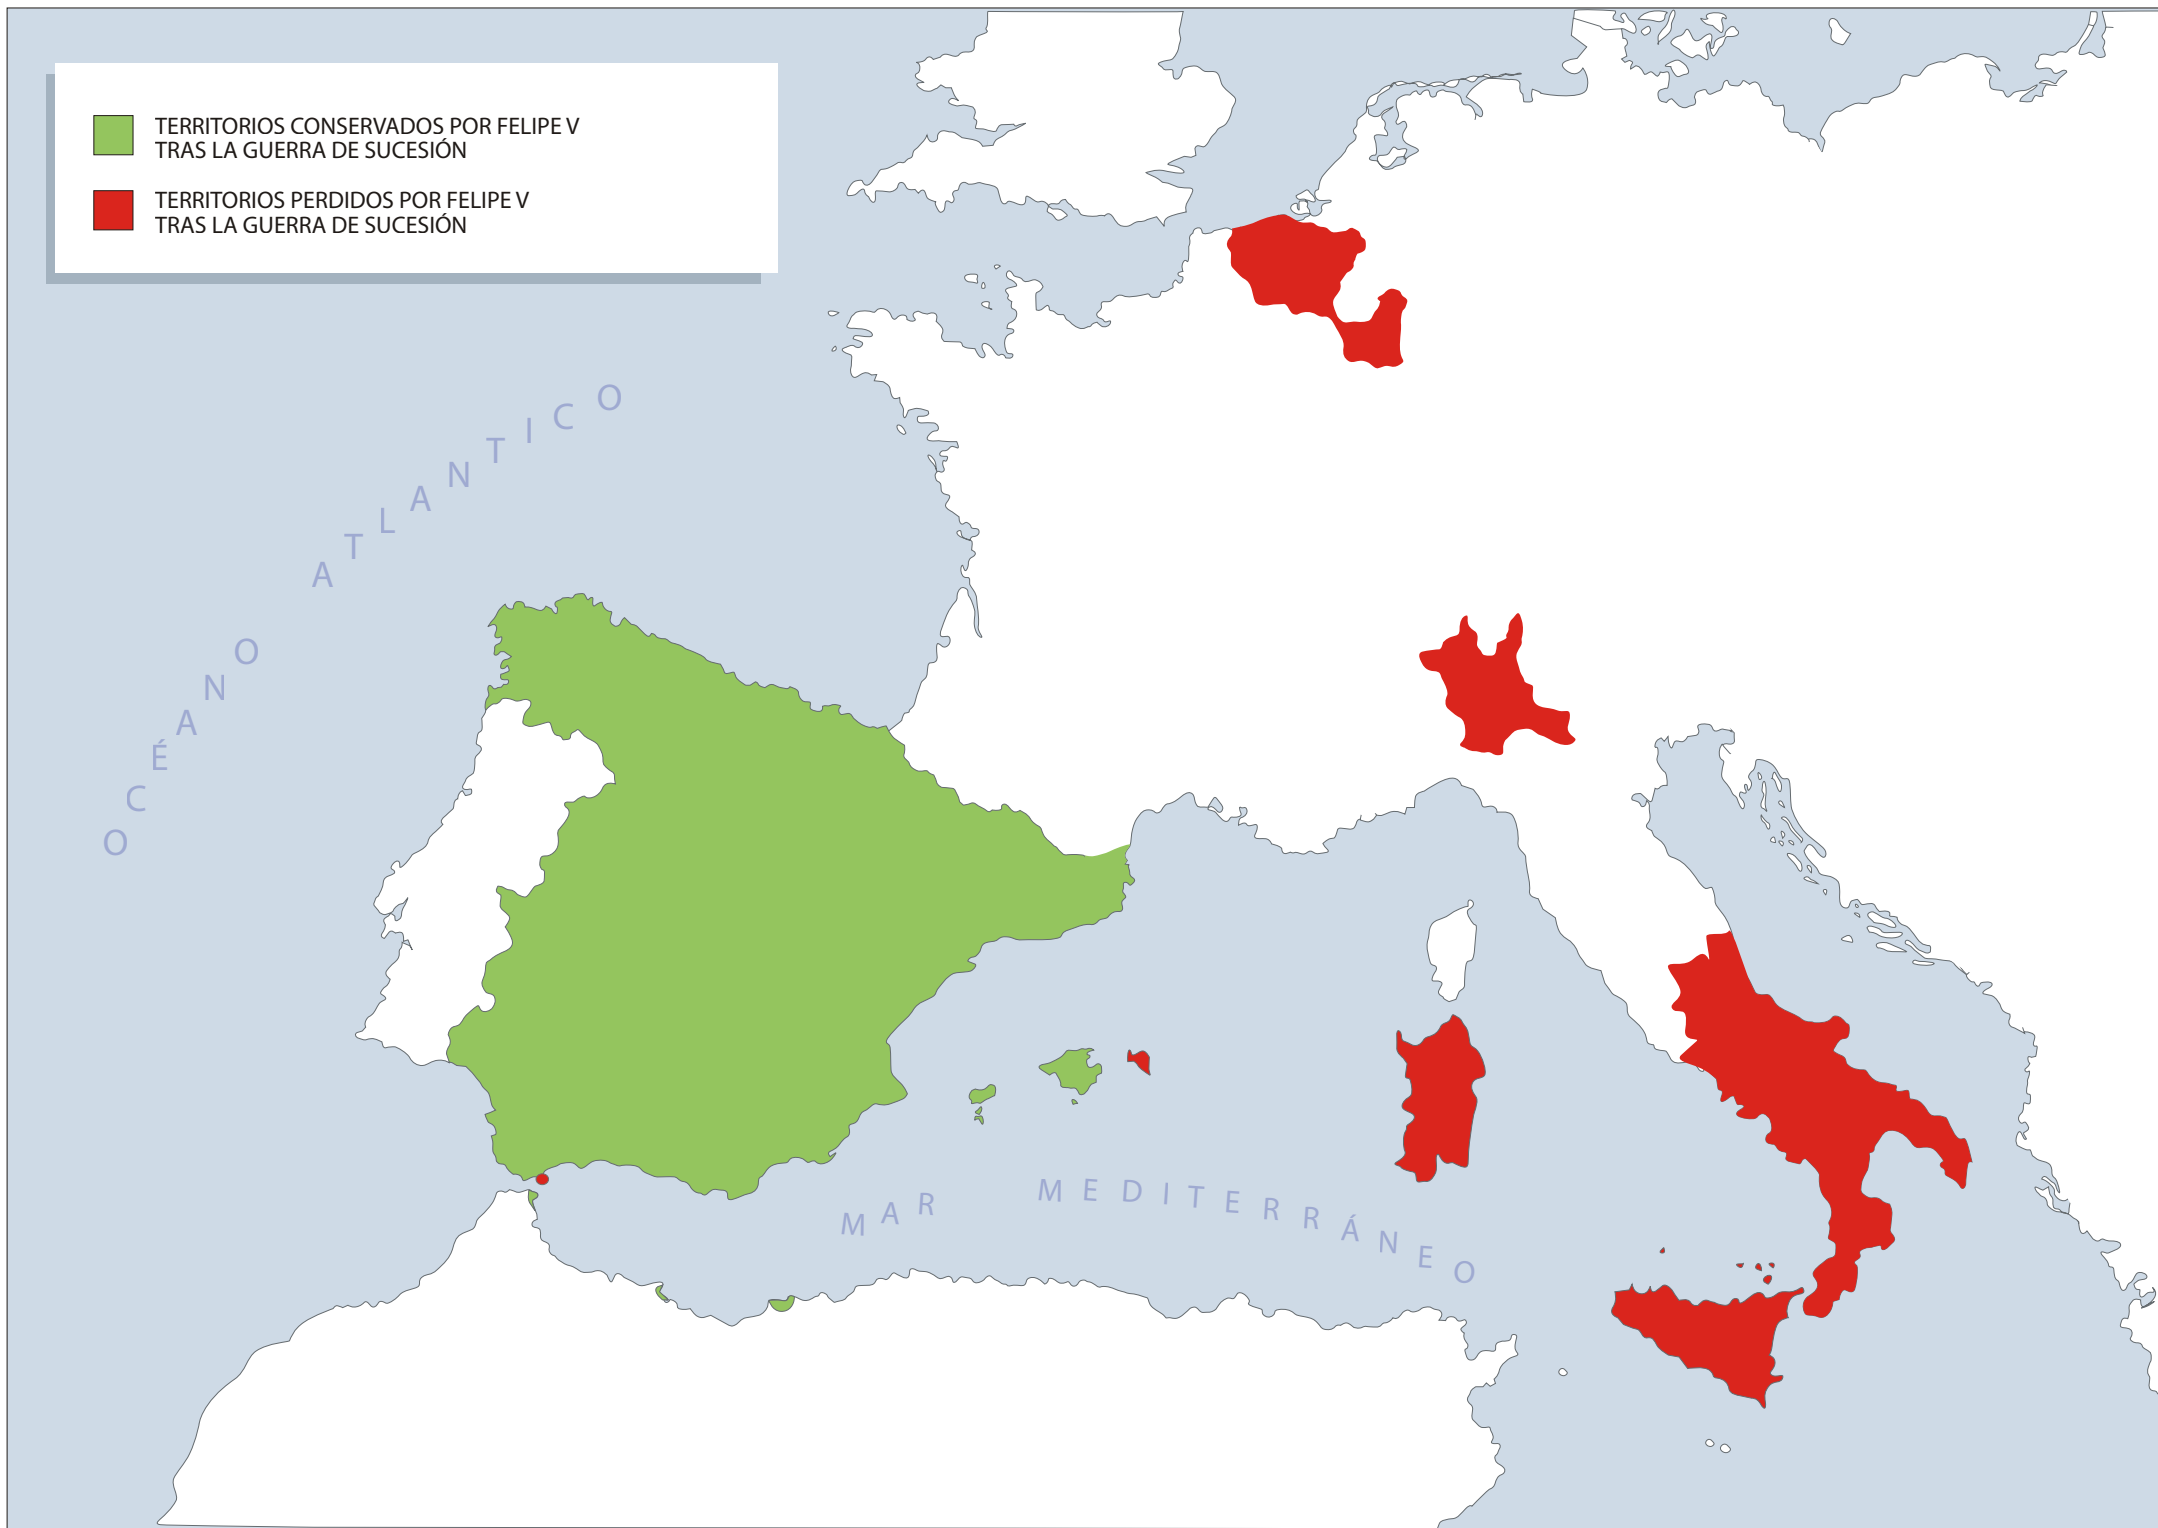 TERRITORIOS CONSERVADOS POR FELIPE V
TRAS LA GUERRA DE SUCESIÓN
TERRITORIOS PERDIDOS POR FELIPE V
TRAS LA GUERRA DE SUCESIÓN
OCÉANO ATLANTICO
MAR MEDITERRÁNEO